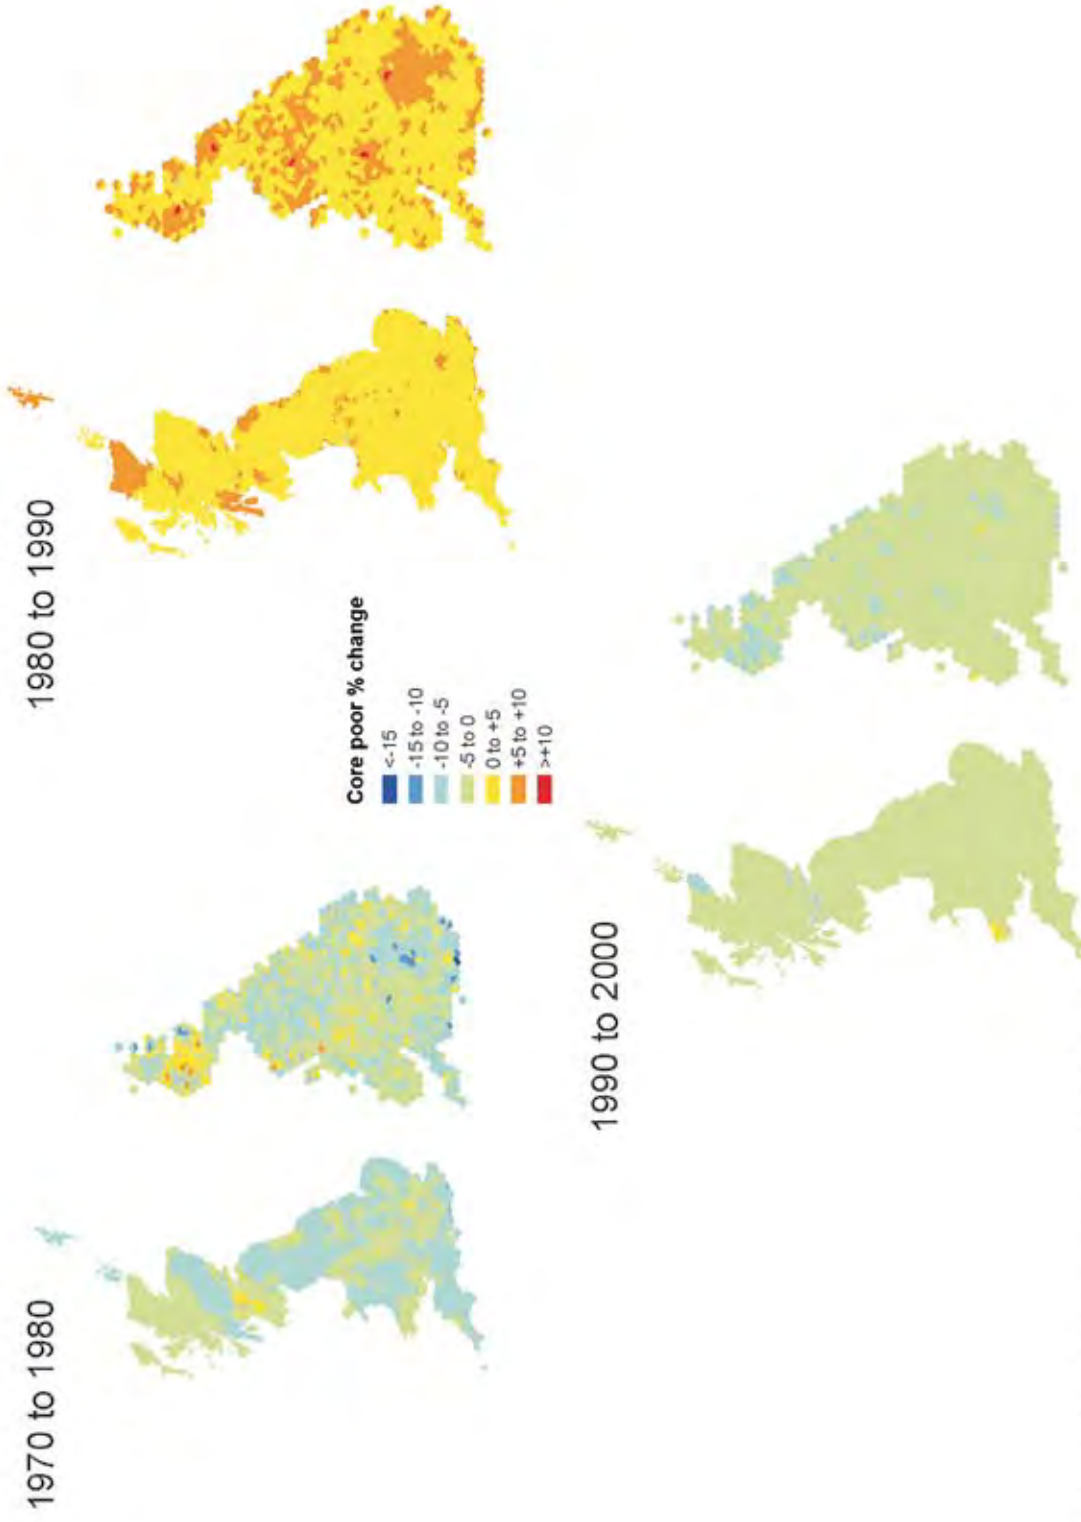 1970 to 1980
1980 to 1990
Core poor % change
<-15
-15 to -10
-10 to -5
-5 to 0
0 to +5
+5 to +10
>+10
1990 to 2000